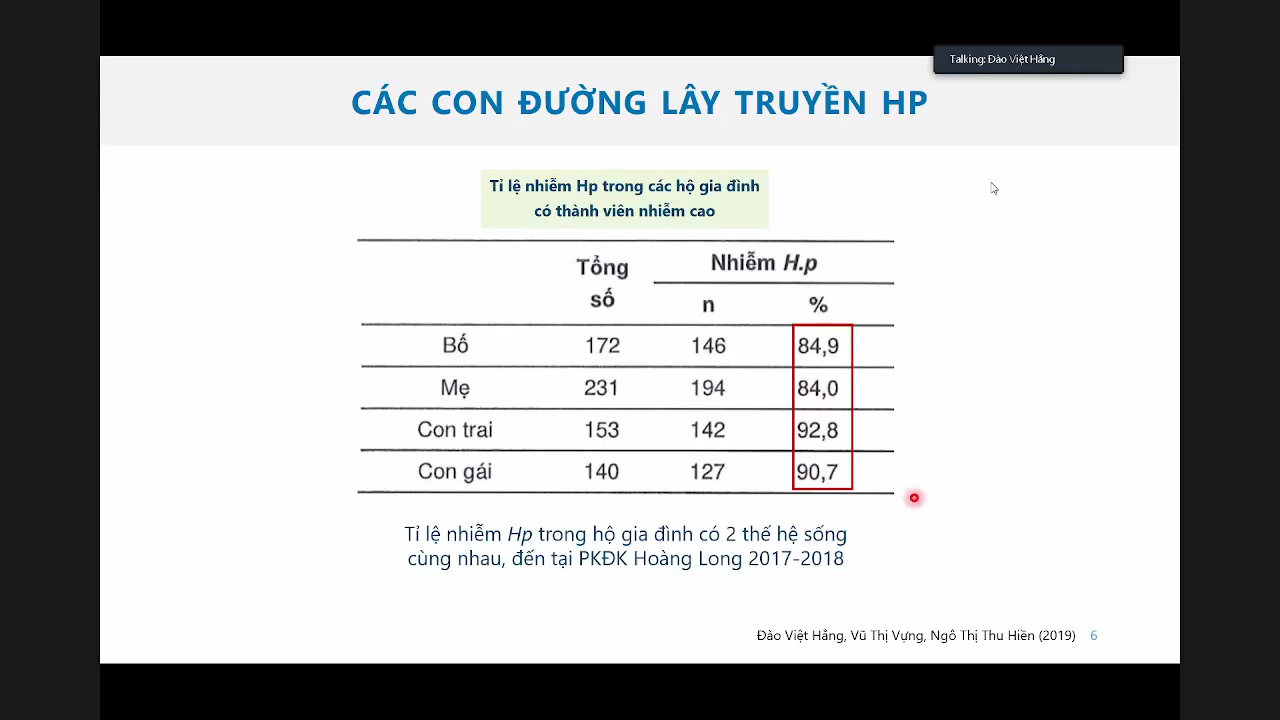 Talking: Đào Việt Hằng
CÁC CON ĐƯỜNG LÂY TRUYỀN HP
Tỉ lệ nhiễm Hp trong các hộ gia đình
có thành viên nhiễm cao
Tổng số Nhiễm H.p
n %
Bố 172 146 84,9
Mẹ 231 194 84,0
Con trai 153 142 92,8
Con gái 140 127 90,7
Tỉ lệ nhiễm Hp trong hộ gia đình có 2 thế hệ sống
cùng nhau, đến tại PKĐK Hoàng Long 2017-2018
Đào Việt Hằng, Vũ Thị Vựng, Ngô Thị Thu Hiền (2019) 6